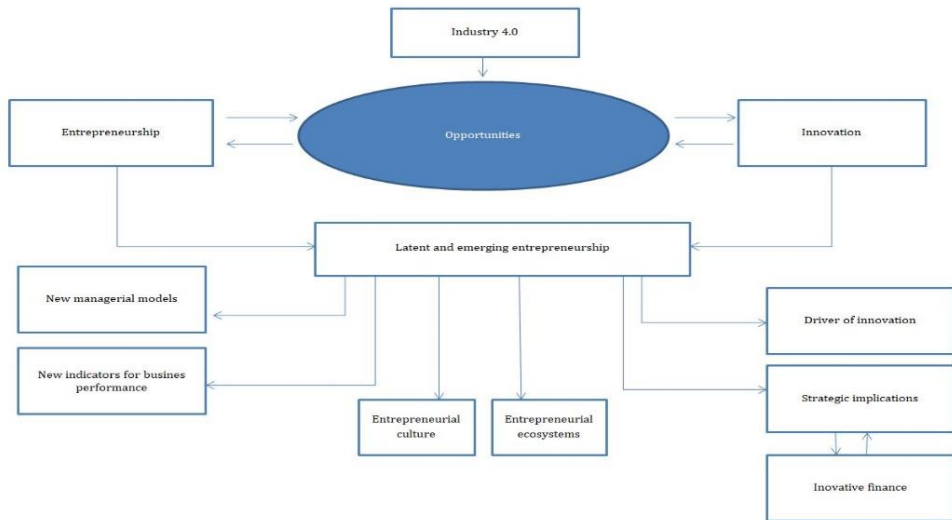 Industry 4.0
Entrepreneurship
Opportunities
Innovation
Latent and emerging entrepreneurship
New managerial models
Driver of innovation
New indicators for busines
performance
Strategic implications
Entrepreneurial
culture
Entrepreneurial
ecosystems
Inovative finance